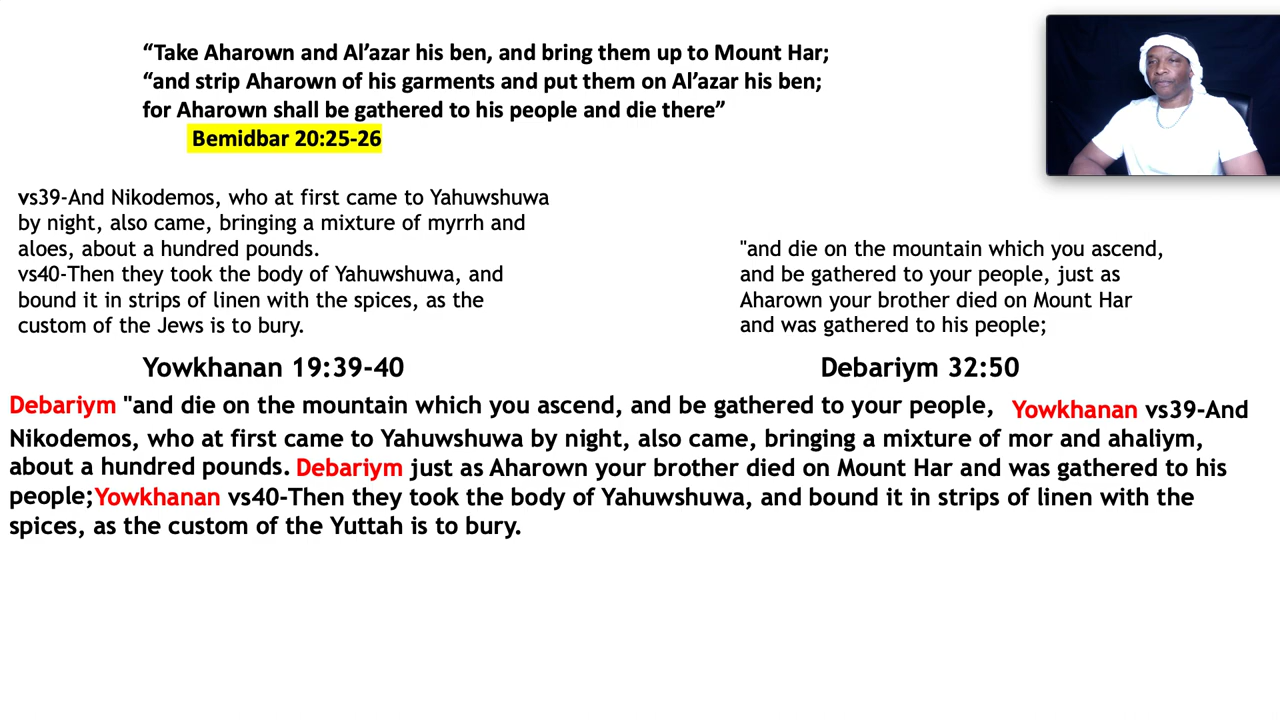 “Take Aharown and Al’azar his ben, and bring them up to Mount Har;
“and strip Aharown of his garments and put them on Al’azar his ben;
for Aharown shall be gathered to his people and die there”
Bemidbar 20:25-26
vs39-And Nikodemos, who at first came to Yahuwshuwa
by night, also came, bringing a mixture of myrrh and
aloes, about a hundred pounds.
vs40-Then they took the body of Yahuwshuwa, and
bound it in strips of linen with the spices, as the
custom of the Jews is to bury.
Yowkhanan 19:39-40
"and die on the mountain which you ascend,
and be gathered to your people, just as
Aharown your brother died on Mount Har
and was gathered to his people;
Debariym 32:50
Debariym "and die on the mountain which you ascend, and be gathered to your people, Yowkhanan vs39-And
Nikodemos, who at first came to Yahuwshuwa by night, also came, bringing a mixture of mor and ahaliym,
about a hundred pounds. Debariym just as Aharown your brother died on Mount Har and was gathered to his
people;Yowkhanan vs40-Then they took the body of Yahuwshuwa, and bound it in strips of linen with the
spices, as the custom of the Yuttah is to bury.